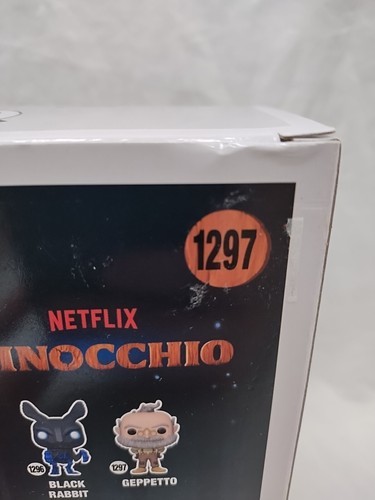 1297
NETFLIX
INOCCHIO
1296
BLACK
RABBIT
1297
GEPPETTO